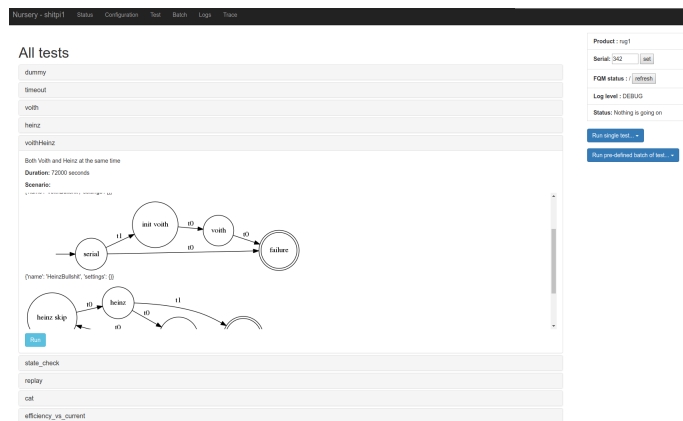 Nursery - shitpi1 Status Configuration Test Batch Logs Trace
All tests
dummy
timeout
voith
heinz
voithHeinz
Both Voith and Heinz at the same time
Duration: 72000 seconds
Scenario:
t1
init voith
t0
voith
t0
serial
t0
failure
{'name': 'HeinzBullshit', 'settings': {}}
heinz skip
t0
heinz
t1
t0
t0
Run
state_check
replay
cat
efficiency_vs_current
Product : rug1
Serial: 342 set
FQM status : / refresh
Log level : DEBUG
Status: Nothing is going on
Run single test...
Run pre-defined batch of test...